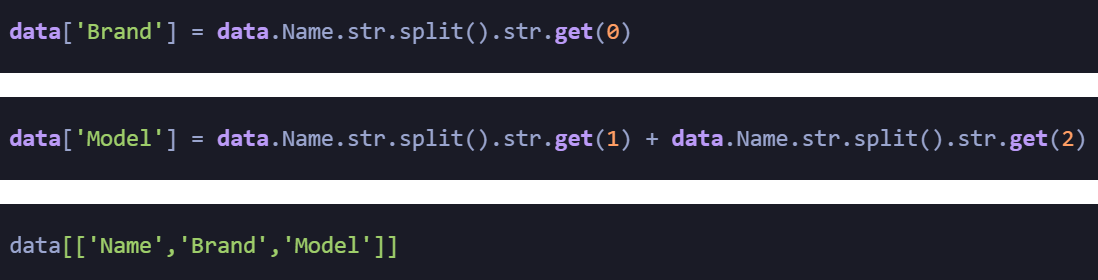 data['Brand'] = data.Name.str.split().str.get(0)
data['Model'] = data.Name.str.split().str.get(1) + data.Name.str.split().str.get(2)
data[['Name','Brand','Model']]